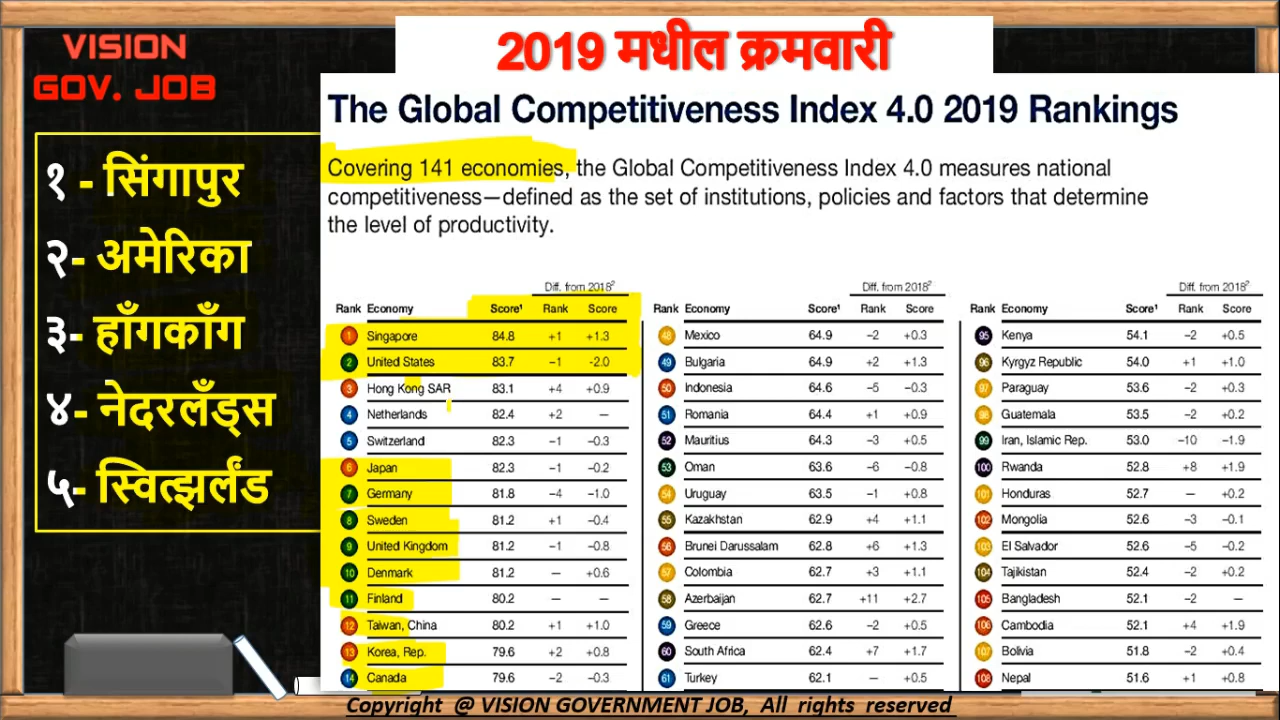 VISION
GOV. JOB
2019 मधील क्रमवारी
१ - सिंगापुर
२- अमेरिका
३- हाँगकाँग
४- नेदरलँड्स
५- स्वित्झर्लंड
The Global Competitiveness Index 4.0 2019 Rankings
Covering 141 economies, the Global Competitiveness Index 4.0 measures national
competitiveness—defined as the set of institutions, policies and factors that determine
the level of productivity.
Diff. from 2018² Diff. from 2018² Diff. from 2018²
Rank Economy Score¹ Rank Score Rank Economy Score¹ Rank Score Rank Economy Score¹ Rank Score
1 Singapore 84.8 +1 +1.3 48 Mexico 64.9 –2 +0.3 95 Kenya 54.1 –2 +0.5
2 United States 83.7 –1 -2.0 49 Bulgaria 64.9 +2 +1.3 96 Kyrgyz Republic 54.0 +1 +1.0
3 Hong Kong SAR 83.1 +4 +0.9 50 Indonesia 64.6 –5 –0.3 97 Paraguay 53.6 –2 +0.3
4 Netherlands 82.4 +2 — 51 Romania 64.4 +1 +0.9 98 Guatemala 53.5 –2 +0.2
5 Switzerland 82.3 –1 –0.3 52 Mauritius 64.3 –3 +0.5 99 Iran, Islamic Rep. 53.0 –10 –1.9
6 Japan 82.3 –1 –0.2 53 Oman 63.6 –6 –0.8 100 Rwanda 52.8 +8 +1.9
7 Germany 81.8 –4 –1.0 54 Uruguay 63.5 –1 +0.8 101 Honduras 52.7 — +0.2
8 Sweden 81.2 +1 –0.4 55 Kazakhstan 62.9 +4 +1.1 102 Mongolia 52.6 –3 –0.1
9 United Kingdom 81.2 –1 –0.8 56 Brunei Darussalam 62.8 +6 +1.3 103 El Salvador 52.6 –5 –0.2
10 Denmark 81.2 — +0.6 57 Colombia 62.7 +3 +1.1 104 Tajikistan 52.4 –2 +0.2
11 Finland 80.2 — — 58 Azerbaijan 62.7 +11 +2.7 105 Bangladesh 52.1 –2 —
12 Taiwan, China 80.2 +1 +1.0 59 Greece 62.6 –2 +0.5 106 Cambodia 52.1 +4 +1.9
13 Korea, Rep. 79.6 +2 +0.8 60 South Africa 62.4 +7 +1.7 107 Bolivia 51.8 –2 +0.4
14 Canada 79.6 –2 –0.3 61 Turkey 62.1 — +0.5 108 Nepal 51.6 +1 +0.8
Copyright @ VISION GOVERNMENT JOB, All rights reserved